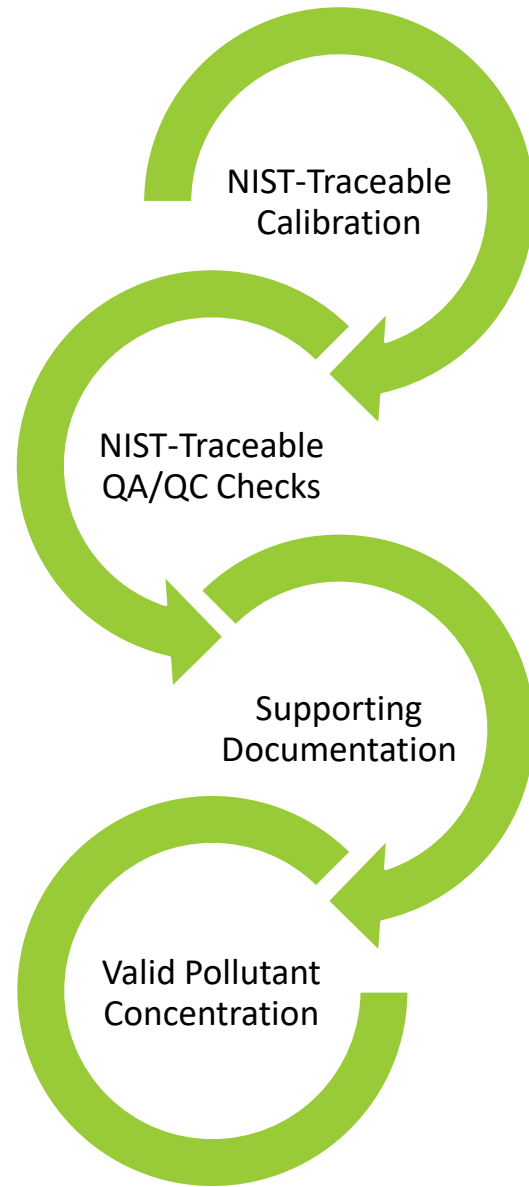 NIST-Traceable
Calibration
NIST-Traceable
QA/QC Checks
Supporting
Documentation
Valid Pollutant
Concentration